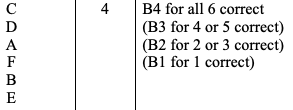 C 4 B4 for all 6 correct
D (B3 for 4 or 5 correct)
A (B2 for 2 or 3 correct)
F (B1 for 1 correct)
B
E